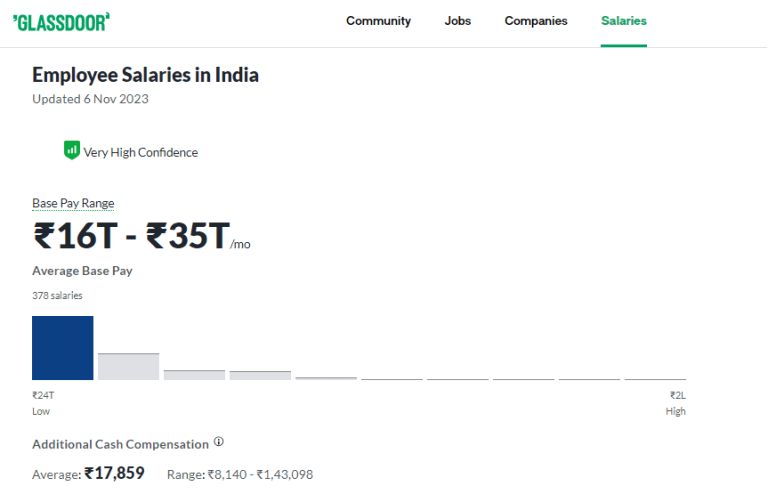 "GLASSDOOR"
Community Jobs Companies Salaries
Employee Salaries in India
Updated 6 Nov 2023
Very High Confidence
Base Pay Range
₹16T - ₹35T/mo
Average Base Pay
378 salaries
₹24T ₹2L
Low High
Additional Cash Compensation
Average: ₹17,859 Range: ₹8,140 - ₹1,43,098